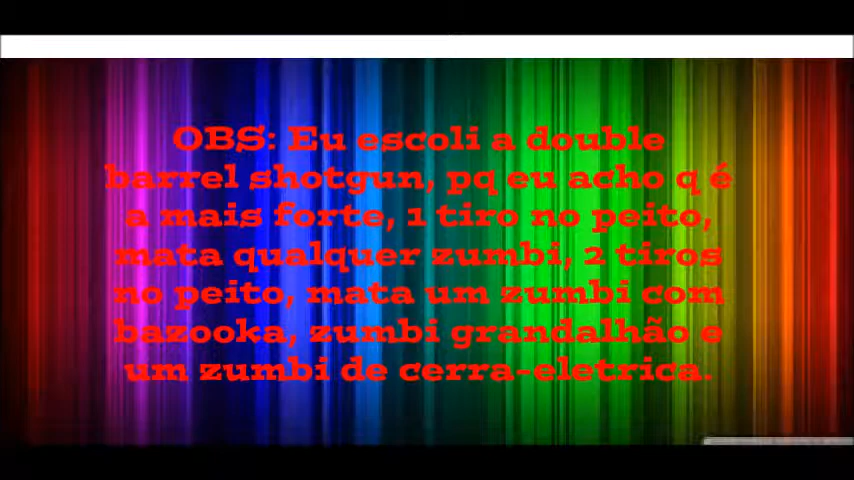 OBS: Eu escoli a double
barrel shotgun, pq eu acho q é
a mais forte, 1 tiro no peito,
mata qualquer zumbi, 2 tiros
no peito, mata um zumbi com
bazooka, zumbi grandalhão e
um zumbi de cerra-eletrica.